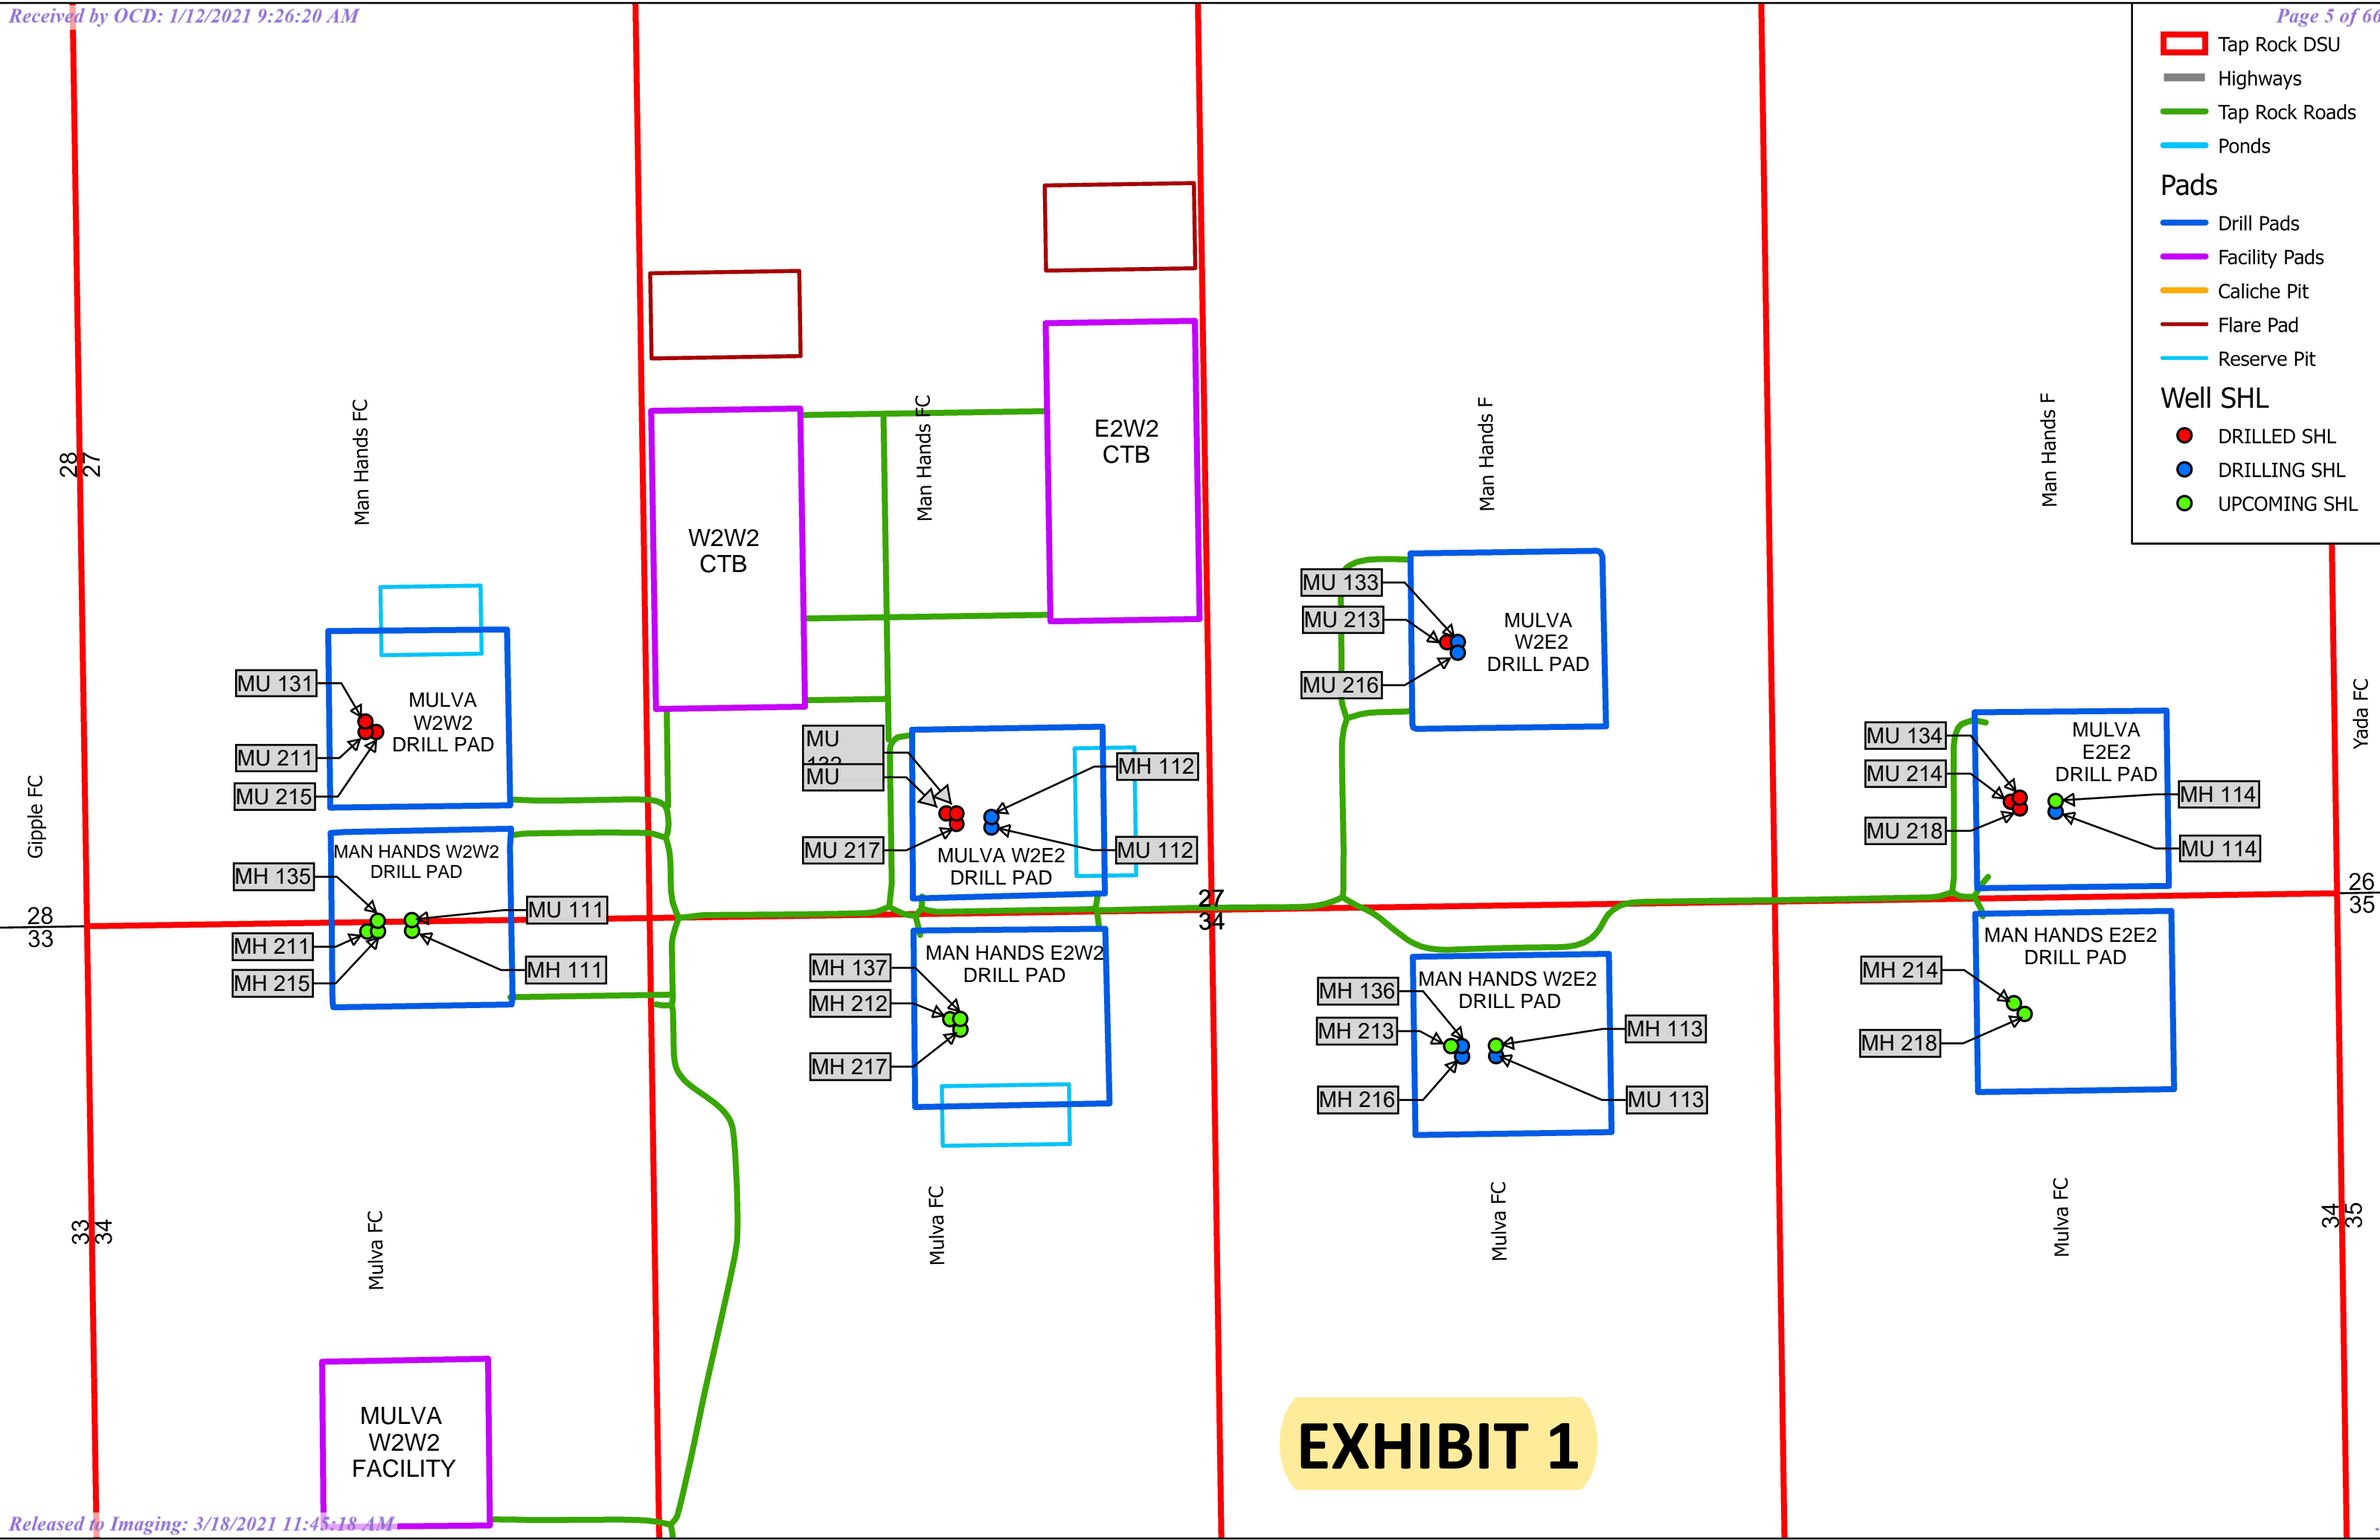 Received by OCD: 1/12/2021 9:26:20 AM
Page 5 of 66
Tap Rock DSU
Highways
Tap Rock Roads
Ponds
Pads
Drill Pads
Facility Pads
Caliche Pit
Flare Pad
Reserve Pit
Well SHL
DRILLED SHL
DRILLING SHL
UPCOMING SHL
28
27
Man Hands FC
Man Hands FC
Man Hands F
Man Hands F
E2W2
CTB
W2W2
CTB
MU 133
MU 213
MU 216
MULVA
W2E2
DRILL PAD
MU 131
MU 211
MU 215
MULVA
W2W2
DRILL PAD
MU
MU
MU 217
MH 112
MU 112
MULVA W2E2
DRILL PAD
MU 134
MU 214
MU 218
MULVA
E2E2
DRILL PAD
MH 114
MU 114
Gipple FC
Yada FC
MAN HANDS W2W2
DRILL PAD
MH 135
MH 211
MH 215
MU 111
MH 111
28
33
27
34
26
35
MAN HANDS E2W2
DRILL PAD
MH 137
MH 212
MH 217
MAN HANDS W2E2
DRILL PAD
MH 136
MH 213
MH 216
MH 113
MU 113
MAN HANDS E2E2
DRILL PAD
MH 214
MH 218
33
34
Mulva FC
Mulva FC
Mulva FC
Mulva FC
34
35
MULVA
W2W2
FACILITY
EXHIBIT 1
Released to Imaging: 3/18/2021 11:45:18 AM